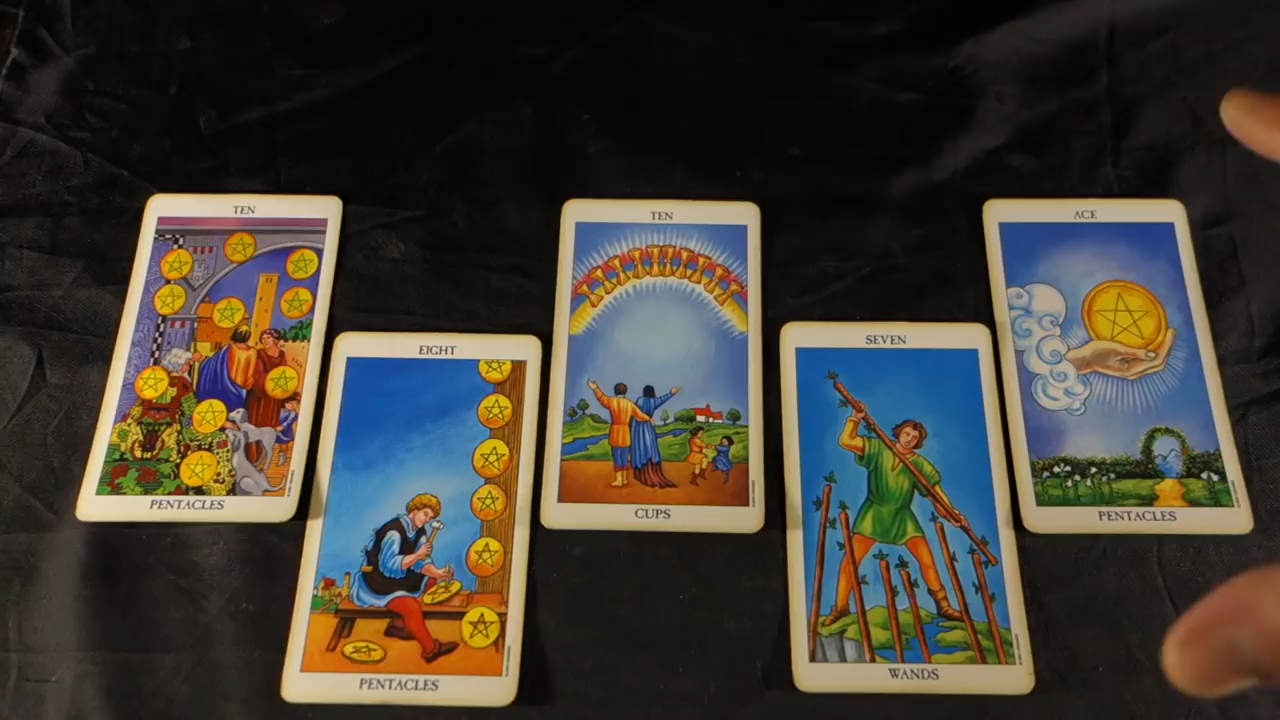 TEN
PENTACLES
EIGHT
PENTACLES
TEN
CUPS
SEVEN
WANDS
ACE
PENTACLES